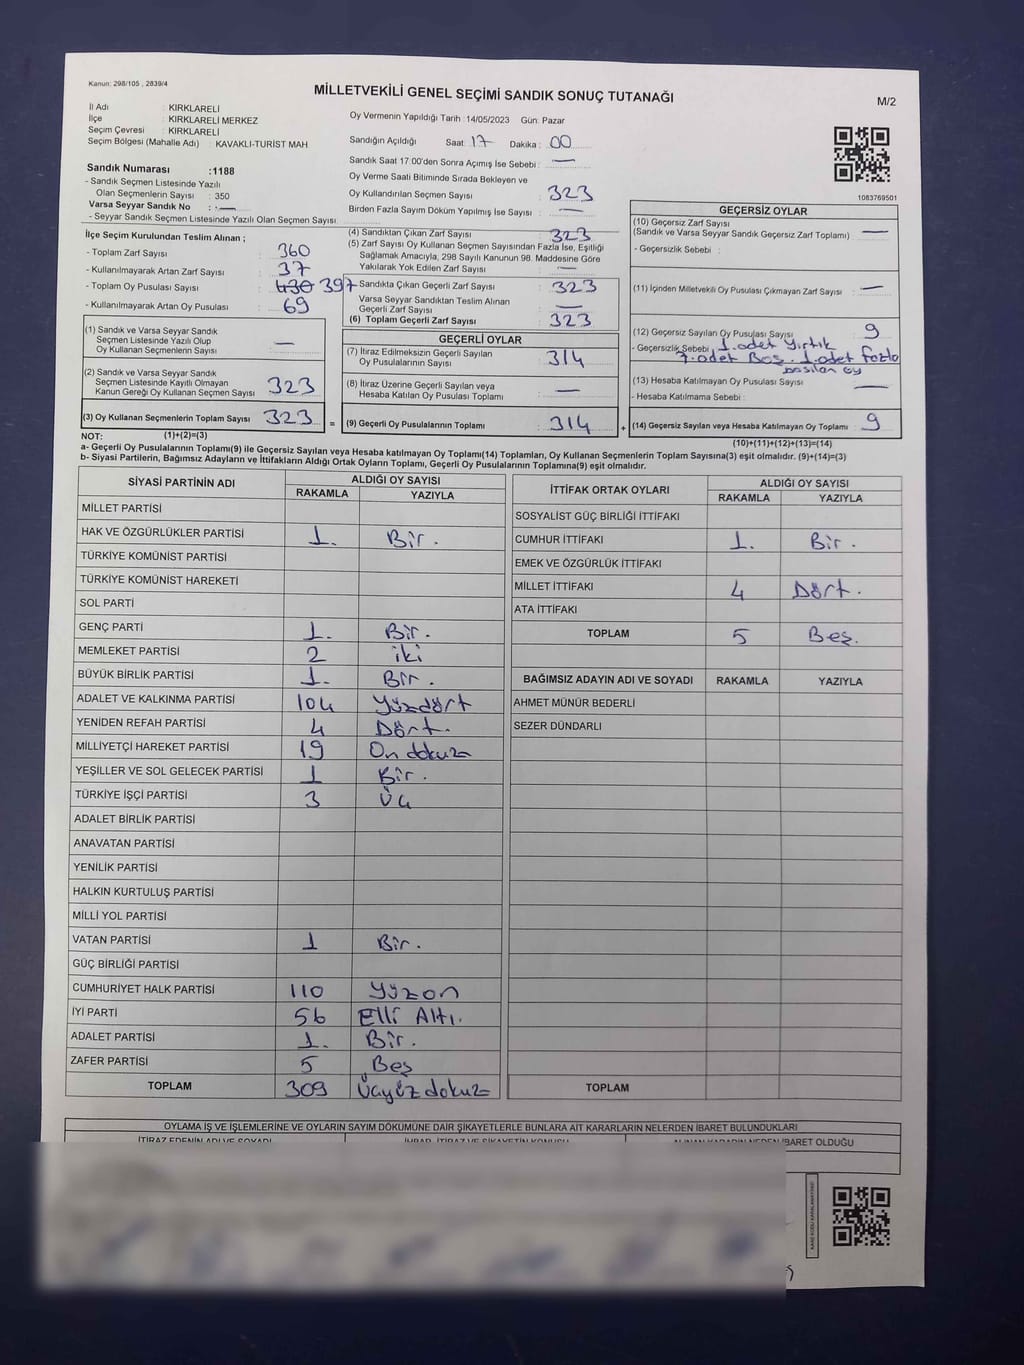 Kanun: 298/105 , 2839/4
MİLLETVEKİLİ GENEL SEÇİMİ SANDIK SONUÇ TUTANAĞI
M/2
İl Adı : KIRKLARELİ
İlçe : KIRKLARELİ MERKEZ
Seçim Çevresi : KIRKLARELİ
Seçim Bölgesi (Mahalle Adı) : KAVAKLI-TURİST MAH
Sandık Numarası :1188
- Sandık Seçmen Listesinde Yazılı
Olan Seçmenlerin Sayısı : 350
Varsa Seyyar Sandık No : —
- Seyyar Sandık Seçmen Listesinde Yazılı Olan Seçmen Sayısı
Oy Vermenin Yapıldığı Tarih :14/05/2023 Gün: Pazar
Sandığın Açıldığı Saat: 17 Dakika : 00
Sandık Saat 17.00'den Sonra Açımış İse Sebebi : —
Oy Verme Saati Bitiminde Sırada Bekleyen ve
Oy Kullandırılan Seçmen Sayısı : 323
Birden Fazla Sayım Döküm Yapılmış İse Sayısı : —
1083769501
İlçe Seçim Kurulundan Teslim Alınan ;
- Toplam Zarf Sayısı : 360
- Kullanılmayarak Artan Zarf Sayısı : 37
- Toplam Oy Pusulası Sayısı : 430 397
- Kullanılmayarak Artan Oy Pusulası : 69
(1) Sandık ve Varsa Seyyar Sandık
Seçmen Listesinde Yazılı Olup
Oy Kullanan Seçmenlerin Sayısı : —
(2) Sandık ve Varsa Seyyar Sandık
Seçmen Listesinde Kayıtlı Olmayan
Kanun Gereği Oy Kullanan Seçmen Sayısı : 323
(3) Oy Kullanan Seçmenlerin Toplam Sayısı : 323
(1)+(2)=(3)
(4) Sandıktan Çıkan Zarf Sayısı : 323
(5) Zarf Sayısı Oy Kullanan Seçmen Sayısından Fazla İse, Eşitliği
Sağlamak Amacıyla, 298 Sayılı Kanunun 98. Maddesine Göre
Yakılarak Yok Edilen Zarf Sayısı : —
Sandıkta Çıkan Geçerli Zarf Sayısı : 323
Varsa Seyyar Sandıktan Teslim Alınan
Geçerli Zarf Sayısı : —
(6) Toplam Geçerli Zarf Sayısı : 323
GEÇERLİ OYLAR
(7) İtiraz Edilmeksizin Geçerli Sayılan
Oy Pusulalarının Sayısı : 314
(8) İtiraz Üzerine Geçerli Sayılan veya
Hesaba Katılan Oy Pusulası Toplamı : —
= (9) Geçerli Oy Pusulalarının Toplamı : 314 +
GEÇERSİZ OYLAR
(10) Geçersiz Zarf Sayısı
(Sandık ve Varsa Seyyar Sandık Geçersiz Zarf Toplamı) : —
- Geçersizlik Sebebi :
(11) İçinden Milletvekili Oy Pusulası Çıkmayan Zarf Sayısı : —
(12) Geçersiz Sayılan Oy Pusulası Sayısı : 9
- Geçersizlik Sebebi : 1.adet Yırtık
7.adet Boş. 1.adet fazla
basılan oy
(13) Hesaba Katılmayan Oy Pusulası Sayısı : —
- Hesaba Katılmama Sebebi :
(14) Geçersiz Sayılan veya Hesaba Katılmayan Oy Toplamı : 9
(10)+(11)+(12)+(13)=(14)
NOT:
a- Geçerli Oy Pusulalarının Toplamı(9) ile Geçersiz Sayılan veya Hesaba katılmayan Oy Toplamı(14) Toplamları, Oy Kullanan Seçmenlerin Toplam Sayısına(3) eşit olmalıdır. (9)+(14)=(3)
b- Siyasi Partilerin, Bağımsız Adayların ve İttifakların Aldığı Ortak Oyların Toplamı, Geçerli Oy Pusulalarının Toplamına(9) eşit olmalıdır.
SİYASİ PARTİNİN ADI ALDIĞI OY SAYISI
RAKAMLA YAZIYLA
MİLLET PARTİSİ
HAK VE ÖZGÜRLÜKLER PARTİSİ 1. Bir.
TÜRKİYE KOMÜNİST PARTİSİ
TÜRKİYE KOMÜNİST HAREKETİ
SOL PARTİ
GENÇ PARTİ 1. Bir.
MEMLEKET PARTİSİ 2 iki
BÜYÜK BİRLİK PARTİSİ 1. Bir.
ADALET VE KALKINMA PARTİSİ 104 Yüzdört
YENİDEN REFAH PARTİSİ 4 Dört.
MİLLİYETÇİ HAREKET PARTİSİ 19 On dokuz
YEŞİLLER VE SOL GELECEK PARTİSİ 1 Bir.
TÜRKİYE İŞÇİ PARTİSİ 3 Üç
ADALET BİRLİK PARTİSİ
ANAVATAN PARTİSİ
YENİLİK PARTİSİ
HALKIN KURTULUŞ PARTİSİ
MİLLİ YOL PARTİSİ
VATAN PARTİSİ 1 Bir.
GÜÇ BİRLİĞİ PARTİSİ
CUMHURİYET HALK PARTİSİ 110 Yüzon
İYİ PARTİ 56 Elli Altı.
ADALET PARTİSİ 1. Bir.
ZAFER PARTİSİ 5 Beş
TOPLAM 309 Üçyüz dokuz
İTTİFAK ORTAK OYLARI ALDIĞI OY SAYISI
RAKAMLA YAZIYLA
SOSYALİST GÜÇ BİRLİĞİ İTTİFAKI
CUMHUR İTTİFAKI 1. Bir.
EMEK VE ÖZGÜRLÜK İTTİFAKI
MİLLET İTTİFAKI 4 Dört.
ATA İTTİFAKI
TOPLAM 5 Beş.
BAĞIMSIZ ADAYIN ADI VE SOYADI RAKAMLA YAZIYLA
AHMET MÜNÜR BEDERLİ
SEZER DÜNDARLI
TOPLAM
OYLAMA İŞ VE İŞLEMLERİNE VE OYLARIN SAYIM DÖKÜMÜNE DAİR ŞİKAYETLERLE BUNLARA AİT KARARLARIN NELERDEN İBARET BULUNDUKLARI
İTİRAZ EDENİN ADI VE SOYADI